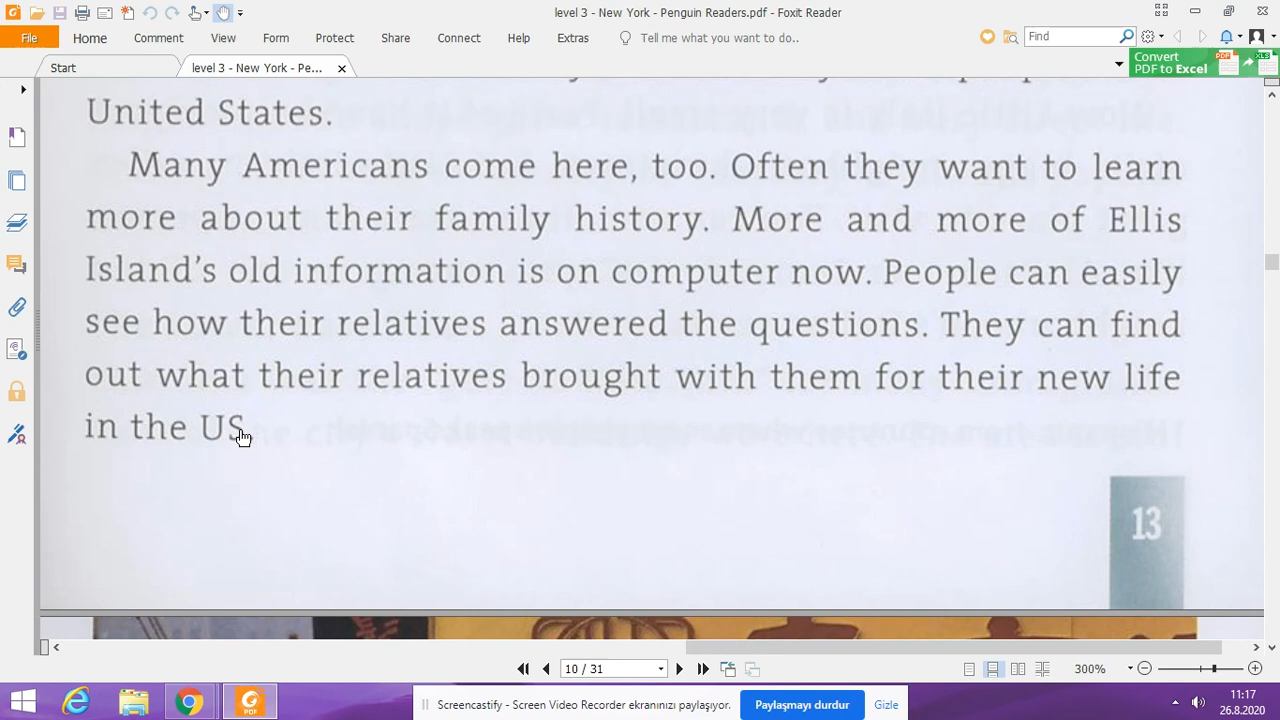 level 3 - New York - Penguin Readers.pdf - Foxit Reader
File Home Comment View Form Protect Share Connect Help Extras Tell me what you want to do.. Find
Start level 3 - New York - Pe...
Convert
PDF to Excel
United States.
Many Americans come here, too. Often they want to learn
more about their family history. More and more of Ellis
Island's old information is on computer now. People can easily
see how their relatives answered the questions. They can find
out what their relatives brought with them for their new life
in the US.
13
10 / 31
300%
Screencastify - Screen Video Recorder ekranınızı paylaşıyor. Paylaşmayı durdur Gizle
11:17
26.8.2020